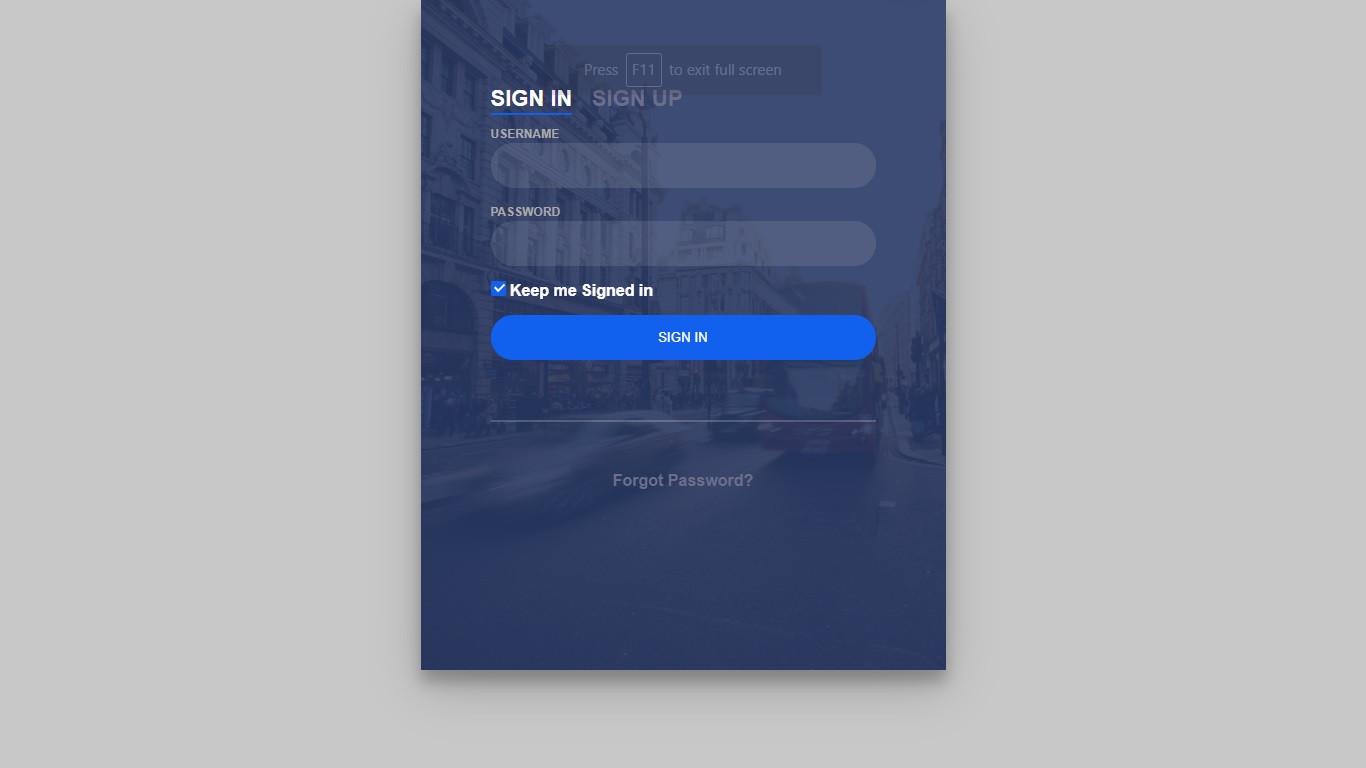 Press F11 to exit full screen
SIGN IN SIGN UP
USERNAME
PASSWORD
Keep me Signed in
SIGN IN
Forgot Password?